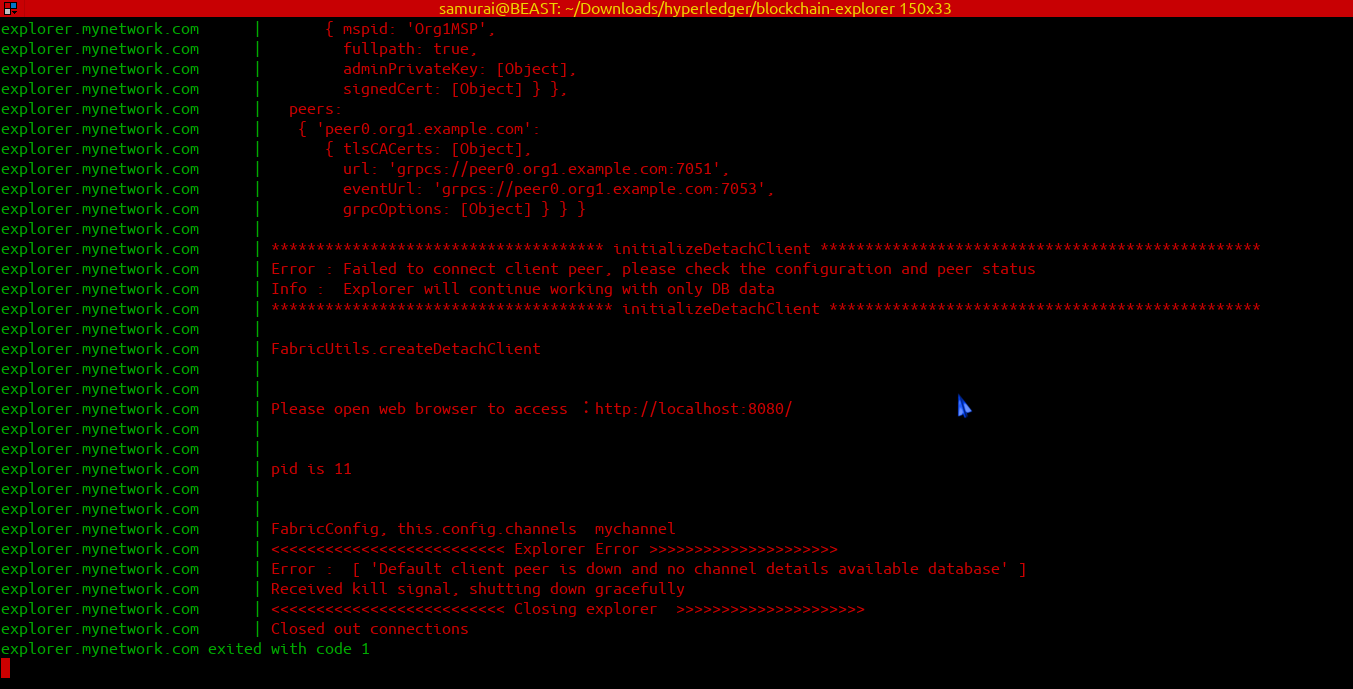 samurai@BEAST: ~/Downloads/hyperledger/blockchain-explorer 150x33
explorer.mynetwork.com      |       { mspid: 'Org1MSP',
explorer.mynetwork.com      |         fullpath: true,
explorer.mynetwork.com      |         adminPrivateKey: [Object],
explorer.mynetwork.com      |         signedCert: [Object] } },
explorer.mynetwork.com      |   peers:
explorer.mynetwork.com      |    { 'peer0.org1.example.com':
explorer.mynetwork.com      |       { tlsCACerts: [Object],
explorer.mynetwork.com      |         url: 'grpcs://peer0.org1.example.com:7051',
explorer.mynetwork.com      |         eventUrl: 'grpcs://peer0.org1.example.com:7053',
explorer.mynetwork.com      |         grpcOptions: [Object] } } }
explorer.mynetwork.com      |
explorer.mynetwork.com      | ************************************* initializeDetachClient *************************************************
explorer.mynetwork.com      | Error : Failed to connect client peer, please check the configuration and peer status
explorer.mynetwork.com      | Info :  Explorer will continue working with only DB data
explorer.mynetwork.com      | ************************************** initializeDetachClient ************************************************
explorer.mynetwork.com      |
explorer.mynetwork.com      | FabricUtils.createDetachClient
explorer.mynetwork.com      |
explorer.mynetwork.com      |
explorer.mynetwork.com      | Please open web browser to access ：http://localhost:8080/
explorer.mynetwork.com      |
explorer.mynetwork.com      |
explorer.mynetwork.com      | pid is 11
explorer.mynetwork.com      |
explorer.mynetwork.com      |
explorer.mynetwork.com      | FabricConfig, this.config.channels  mychannel
explorer.mynetwork.com      | <<<<<<<<<<<<<<<<<<<<<<<<<< Explorer Error >>>>>>>>>>>>>>>>>>>>>
explorer.mynetwork.com      | Error :  [ 'Default client peer is down and no channel details available database' ]
explorer.mynetwork.com      | Received kill signal, shutting down gracefully
explorer.mynetwork.com      | <<<<<<<<<<<<<<<<<<<<<<<<<< Closing explorer  >>>>>>>>>>>>>>>>>>>>>
explorer.mynetwork.com      | Closed out connections
explorer.mynetwork.com exited with code 1